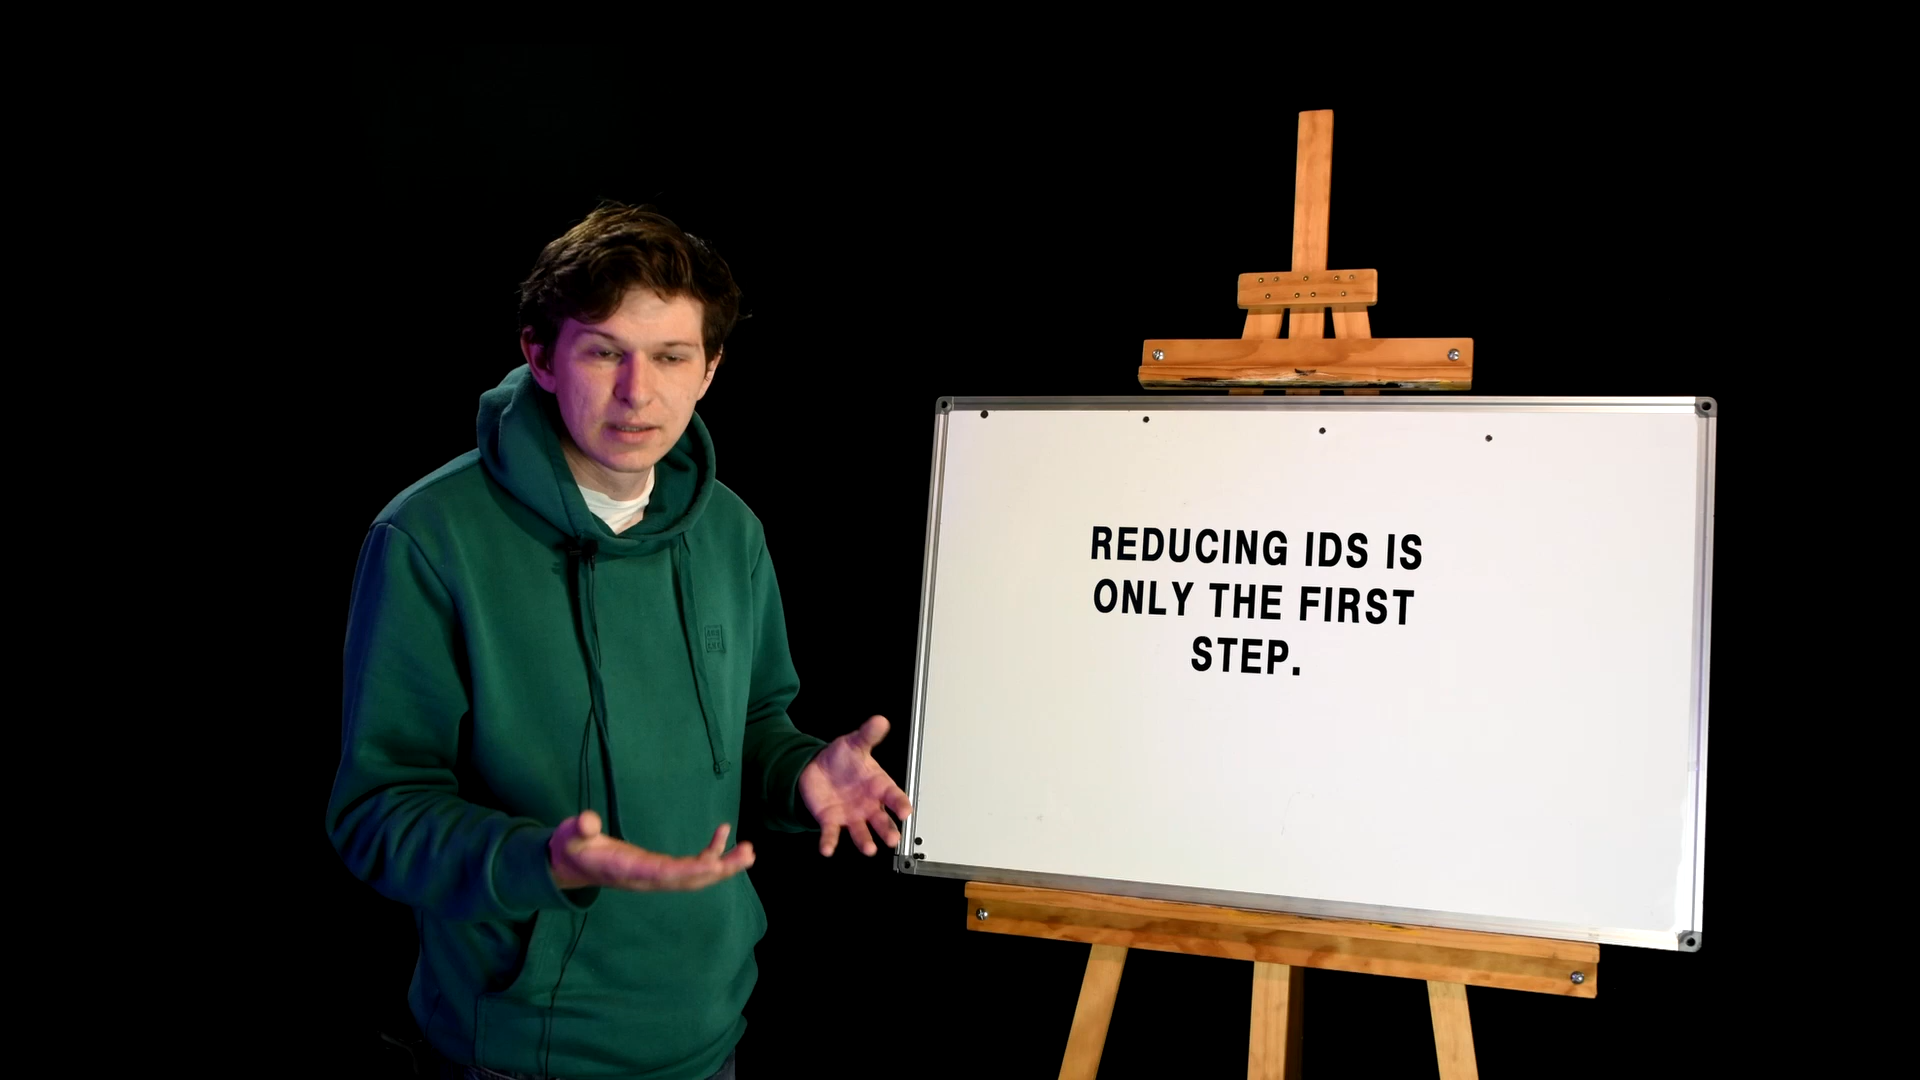 REDUCING IDS IS
ONLY THE FIRST
STEP.